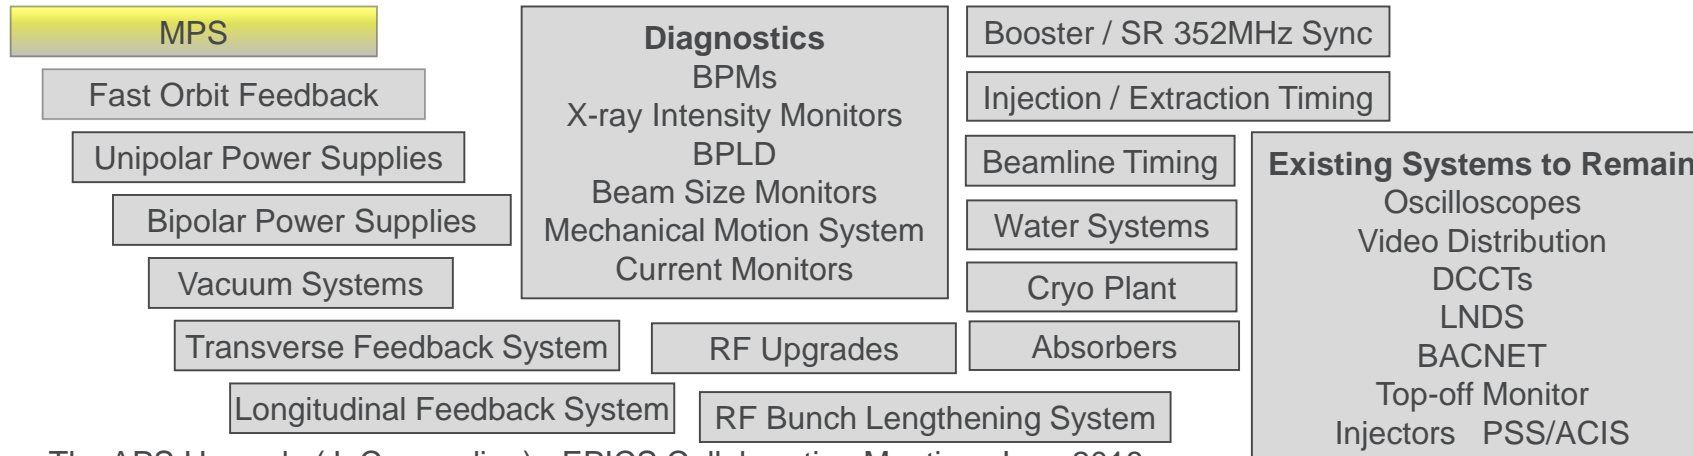 MPS
Fast Orbit Feedback
Unipolar Power Supplies
Bipolar Power Supplies
Vacuum Systems
Transverse Feedback System
Longitudinal Feedback System
Diagnostics
BPMs
X-ray Intensity Monitors
BPLD
Beam Size Monitors
Mechanical Motion System
Current Monitors
RF Upgrades
RF Bunch Lengthening System
Booster / SR 352MHz Sync
Injection / Extraction Timing
Beamline Timing
Water Systems
Cryo Plant
Absorbers
Existing Systems to Remain
Oscilloscopes
Video Distribution
DCCTs
LNDS
BACNET
Top-off Monitor
Injectors PSS/ACIS